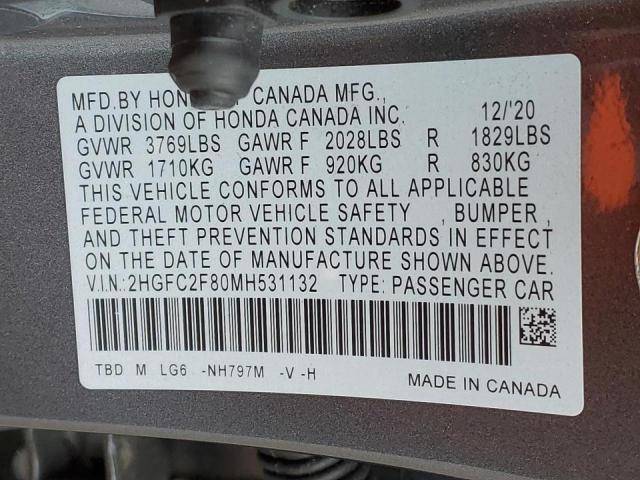 MFD.BY HON OF CANADA MFG.,
A DIVISION OF HONDA CANADA INC. 12/'20
GVWR 3769LBS GAWR F 2028LBS R 1829LBS
GVWR 1710KG GAWR F 920KG R 830KG
THIS VEHICLE CONFORMS TO ALL APPLICABLE
FEDERAL MOTOR VEHICLE SAFETY , BUMPER ,
AND THEFT PREVENTION STANDARDS IN EFFECT
ON THE DATE OF MANUFACTURE SHOWN ABOVE.
V.I.N.:2HGFC2F80MH531132 TYPE: PASSENGER CAR
TBD M LG6 -NH797M -V -H
MADE IN CANADA